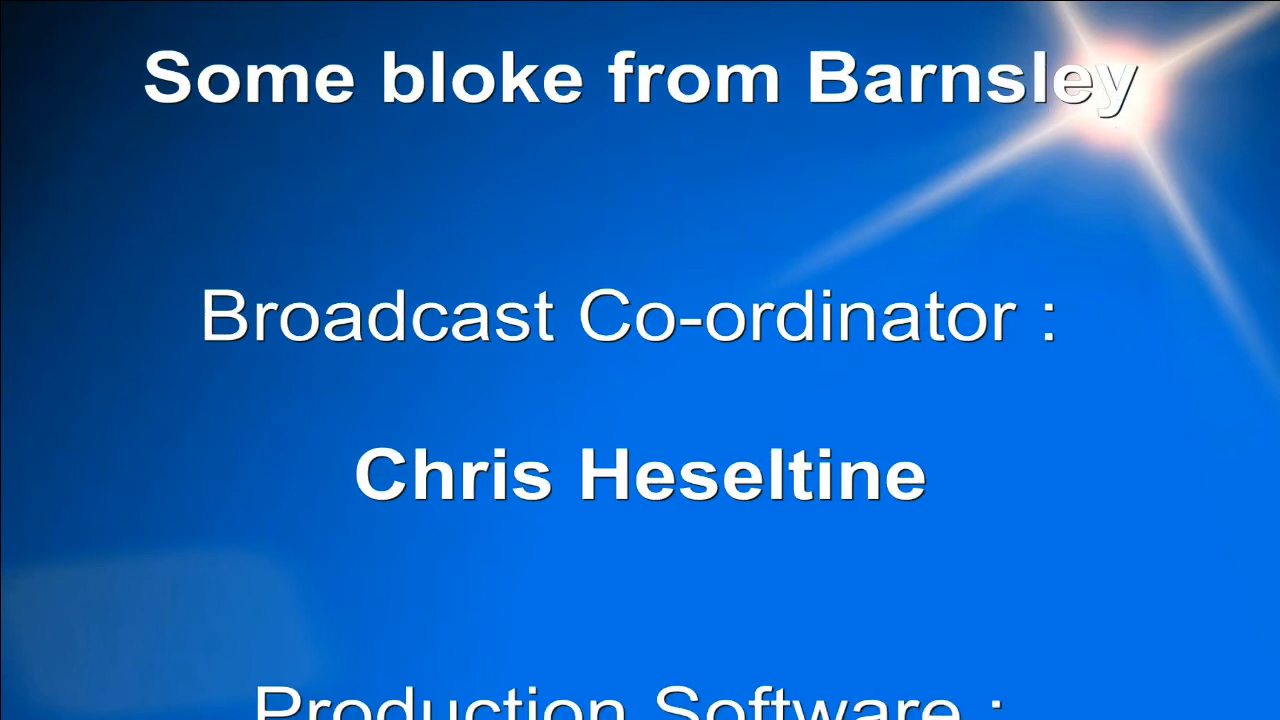 Some bloke from Barnsley
Broadcast Co-ordinator :
Chris Heseltine
Production Software :